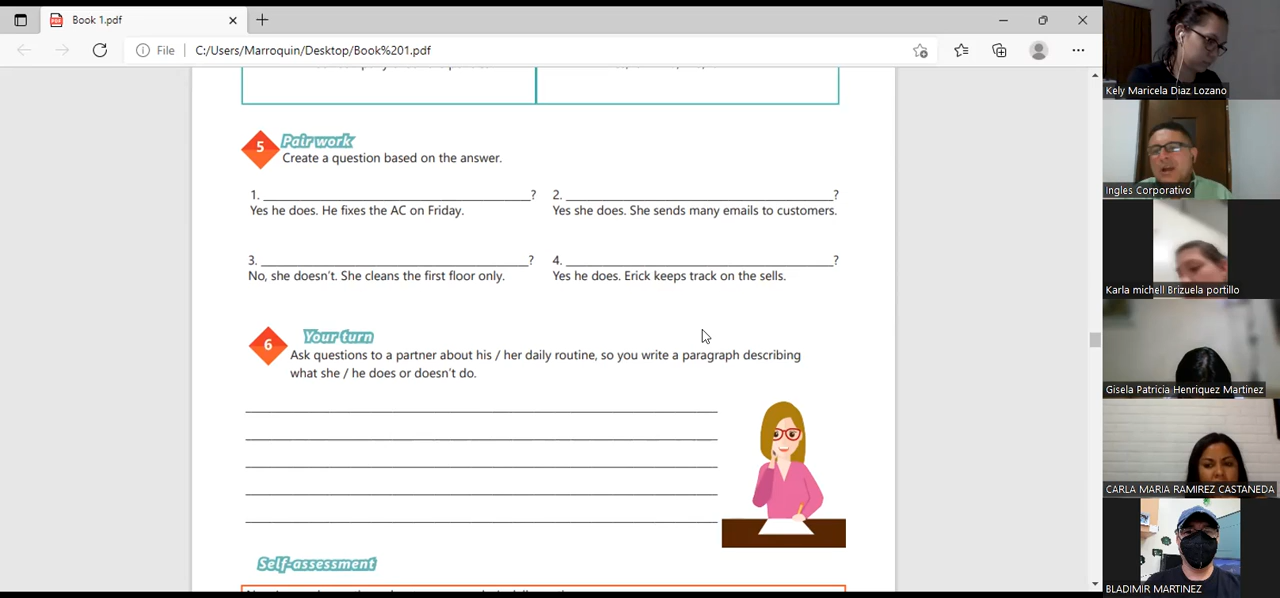 Book 1.pdf
File
C:/Users/Marroquin/Desktop/Book%201.pdf
5
Pair work
Create a question based on the answer.
1. ______________________________?
Yes he does. He fixes the AC on Friday.
2. ______________________________?
Yes she does. She sends many emails to customers.
3. ______________________________?
No, she doesn't. She cleans the first floor only.
4. ______________________________?
Yes he does. Erick keeps track on the sells.
6
Your turn
Ask questions to a partner about his / her daily routine, so you write a paragraph describing
what she / he does or doesn't do.
Self-assessment
Kely Maricela Diaz Lozano
Ingles Corporativo
Karla michell Brizuela portillo
Gisela Patricia Henriquez Martinez
CARLA MARIA RAMIREZ CASTANEDA
BLADIMIR MARTINEZ